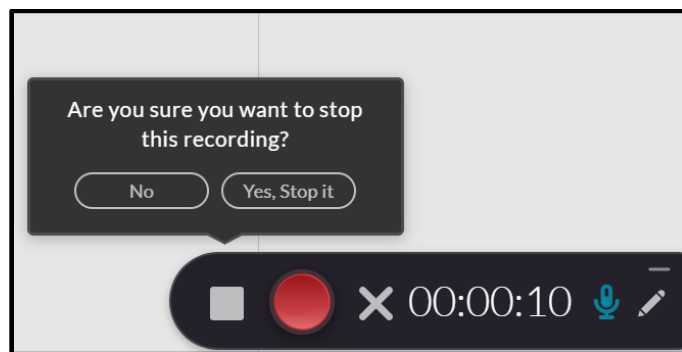 Are you sure you want to stop
this recording?
No
Yes, Stop it
00:00:10